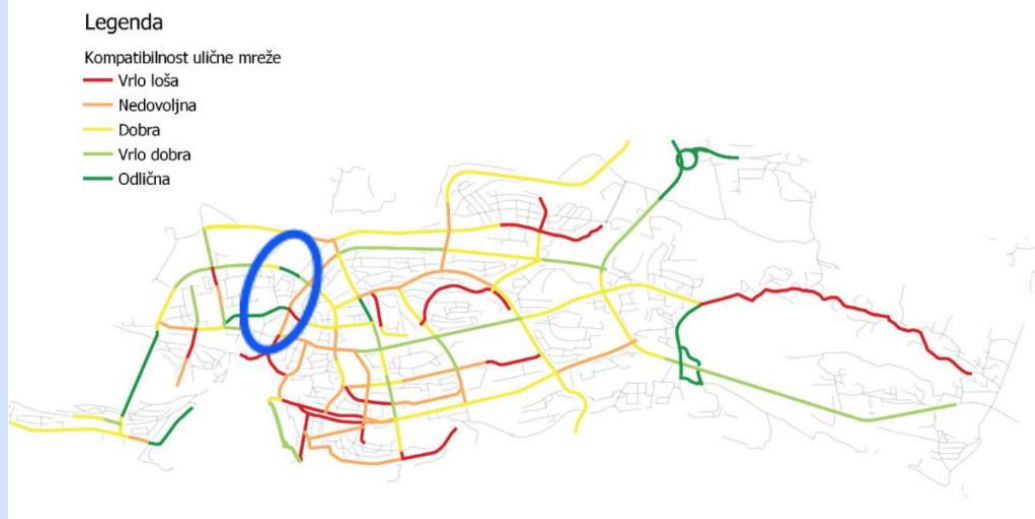 Legenda
Kompatibilnost ulične mreže
Vrlo loša
Nedovoljna
Dobra
Vrlo dobra
Odlična